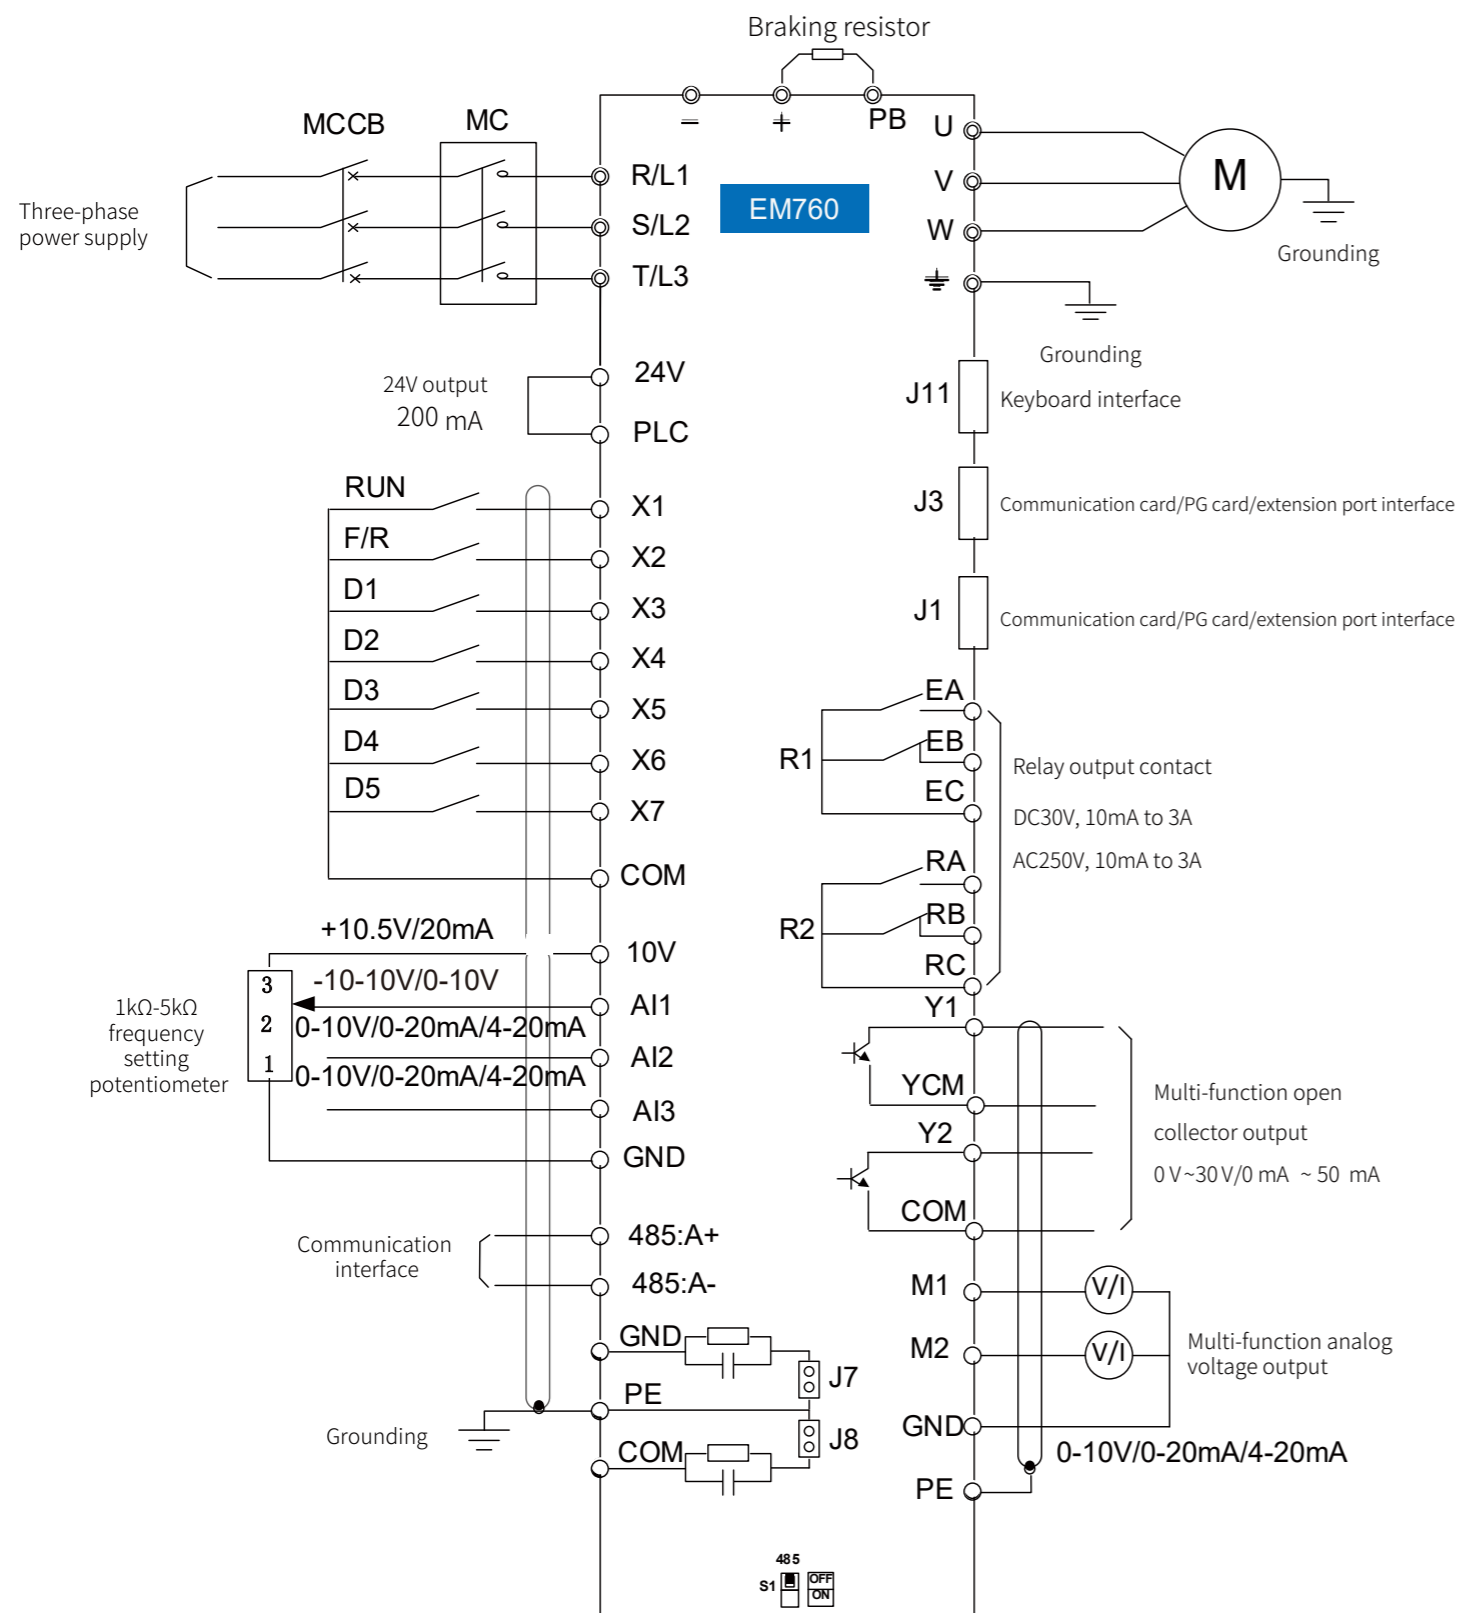 Braking resistor
MCCB
MC
−
+
PB
U
R/L1
V
M
Three-phase
power supply
EM760
S/L2
W
Grounding
T/L3
Grounding
24V output
200 mA
24V
PLC
J11
Keyboard interface
RUN
X1
J3
Communication card/PG card/extension port interface
F/R
X2
D1
X3
J1
Communication card/PG card/extension port interface
D2
X4
D3
X5
D4
X6
D5
X7
COM
EA
R1
EB
EC
Relay output contact
DC30V, 10mA to 3A
AC250V, 10mA to 3A
RA
R2
RB
RC
+10.5V/20mA
10V
3
-10-10V/0-10V
AI1
1kΩ-5kΩ
frequency
setting
potentiometer
2
0-10V/0-20mA/4-20mA
AI2
1
0-10V/0-20mA/4-20mA
AI3
GND
Y1
YCM
Y2
COM
Multi-function open
collector output
0 V~30 V/0 mA ~ 50 mA
Communication
interface
485:A+
485:A-
M1
V/I
M2
V/I
Multi-function analog
voltage output
GND
0-10V/0-20mA/4-20mA
PE
GND
J7
PE
Grounding
J8
COM
485
S1
OFF
ON